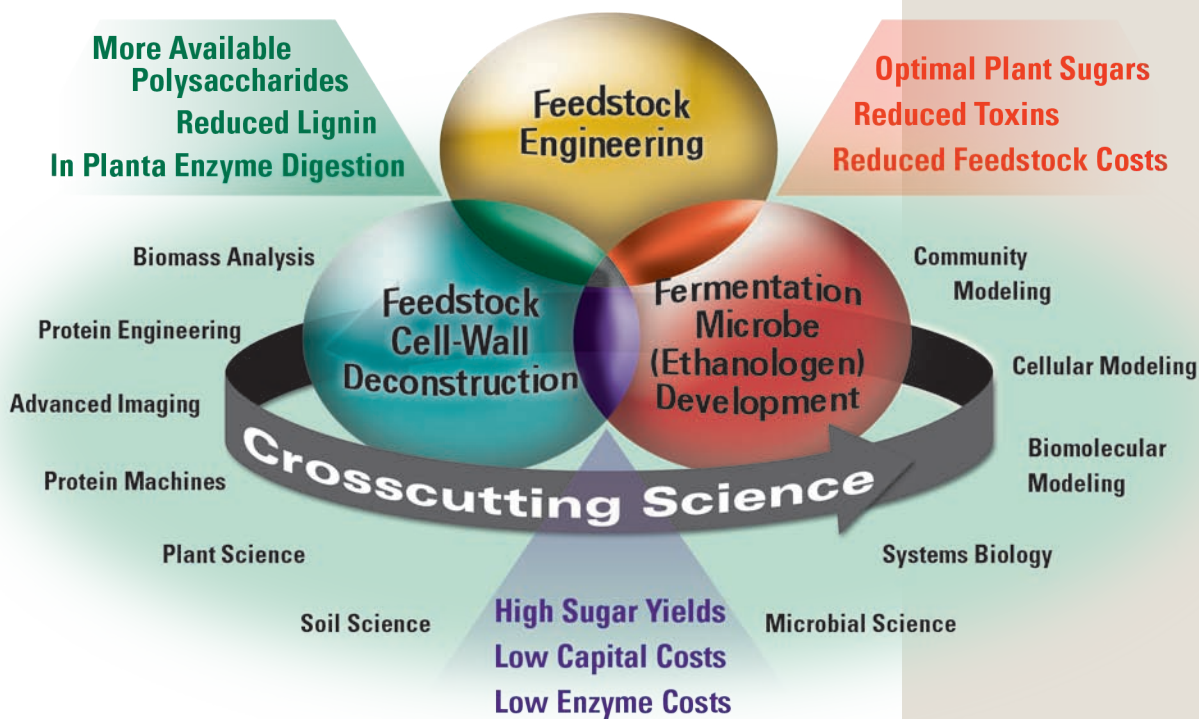 More Available
Polysaccharides
Reduced Lignin
In Planta Enzyme Digestion
Feedstock
Engineering
Optimal Plant Sugars
Reduced Toxins
Reduced Feedstock Costs
Biomass Analysis
Protein Engineering
Advanced Imaging
Protein Machines
Plant Science
Soil Science
Feedstock
Cell-Wall
Deconstruction
Fermentation
Microbe
(Ethanologen)
Development
Community
Modeling
Cellular Modeling
Biomolecular
Modeling
Systems Biology
Microbial Science
Crosscutting Science
High Sugar Yields
Low Capital Costs
Low Enzyme Costs